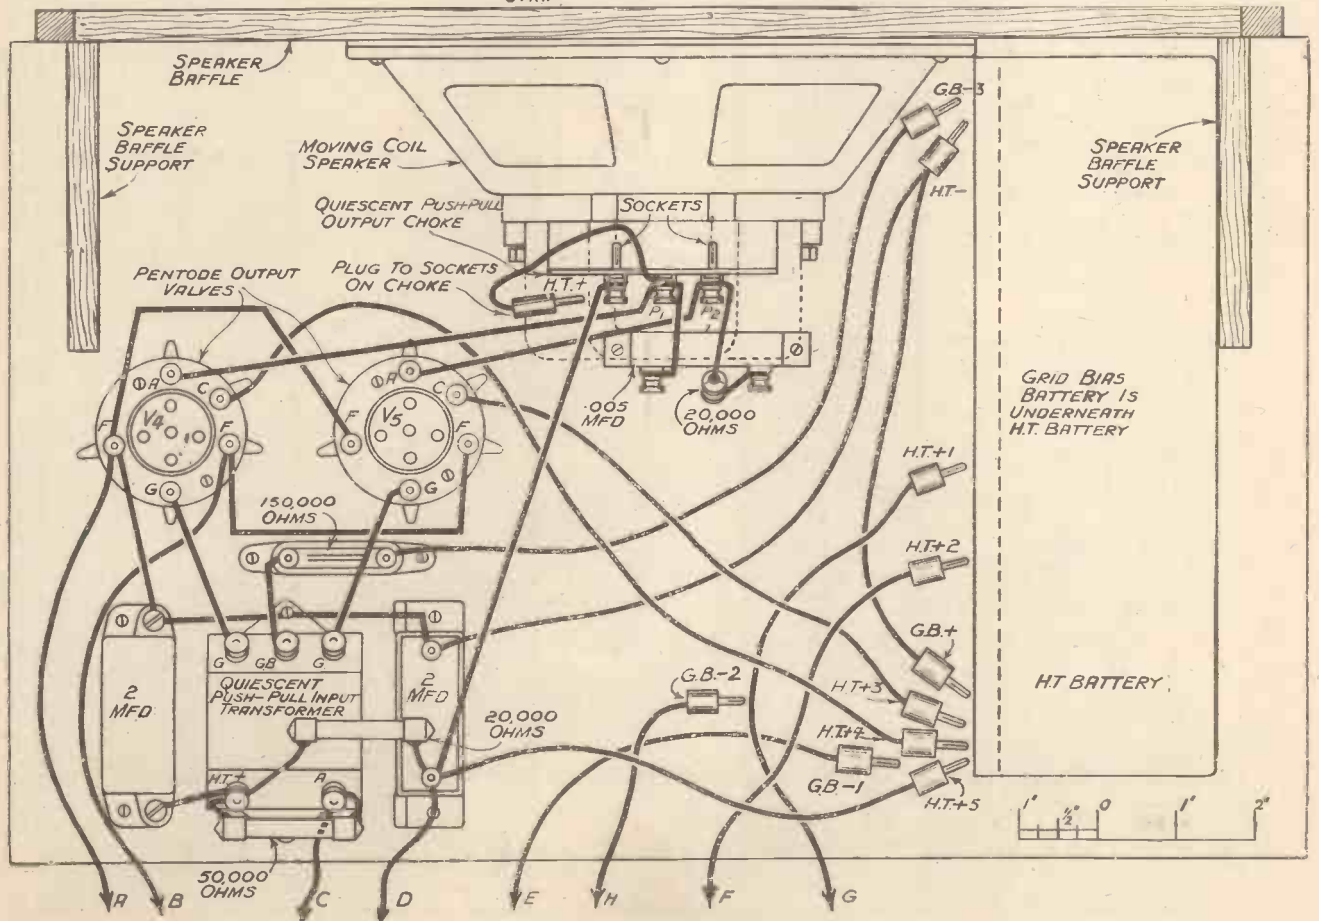 SPEAKER
BAFFLE
SPEAKER
BAFFLE
SUPPORT
MOVING COIL
SPEAKER
G.B-3
H.T-
SPEAKER
BAFFLE
SUPPORT
QUIESCENT PUSH-PULL
OUTPUT CHOKE
SOCKETS
PENTODE OUTPUT
VALVES
PLUG TO SOCKETS
ON CHOKE
H.T.+
P1
P2
1
A
C
V4
F
F
G
A
C
V5
F
F
G
.005
MFD
20,000
OHMS
GRID BIAS
BATTERY IS
UNDERNEATH
H.T. BATTERY
H.T.+1
150,000
OHMS
H.T.+2
G
G.B.
G.
QUIESCENT
PUSH-PULL INPUT
TRANSFORMER
2
MFD
2
MFD
20,000
OHMS
G.B.-2
G.B.+
H.T+3
H.T+4
G.B-1
H.T.+5
H.T BATTERY
H.T.+
A
50,000
OHMS
1"
½"
0
1"
2"
A
B
C
D
E
H
F
G